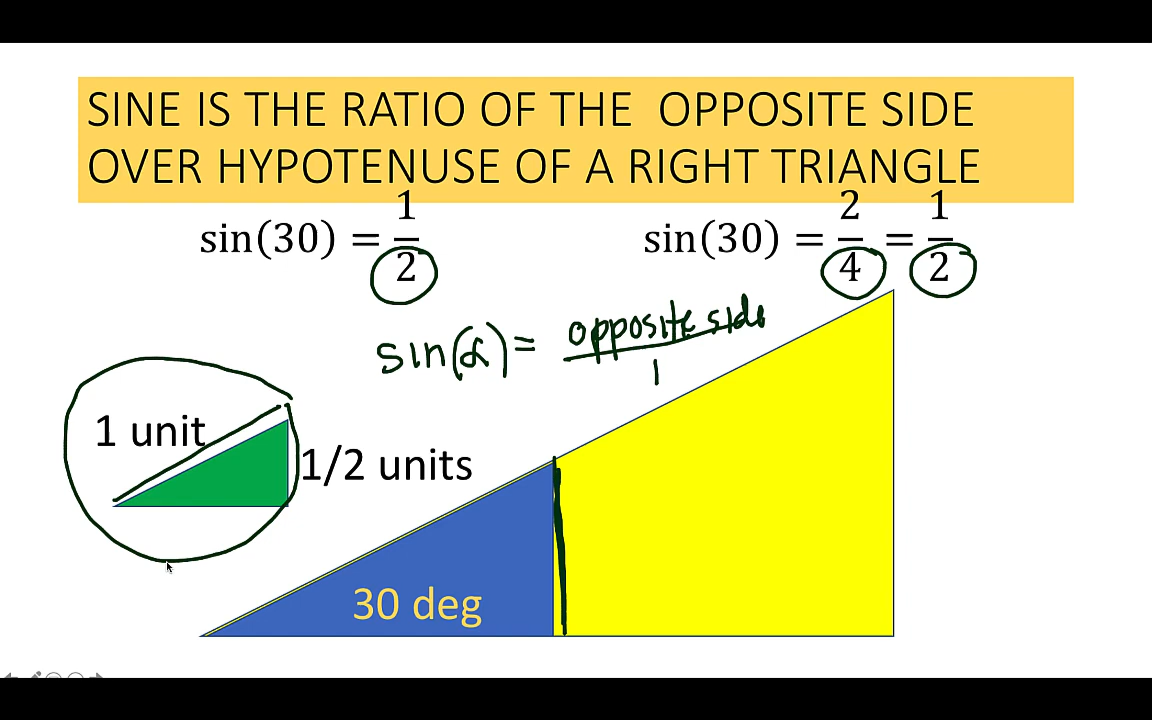 SINE IS THE RATIO OF THE OPPOSITE SIDE
OVER HYPOTENUSE OF A RIGHT TRIANGLE
sin(30) = 1/2
sin(30) = 2/4 = 1/2
sin(α) = opposite side/1
1 unit
1/2 units
30 deg